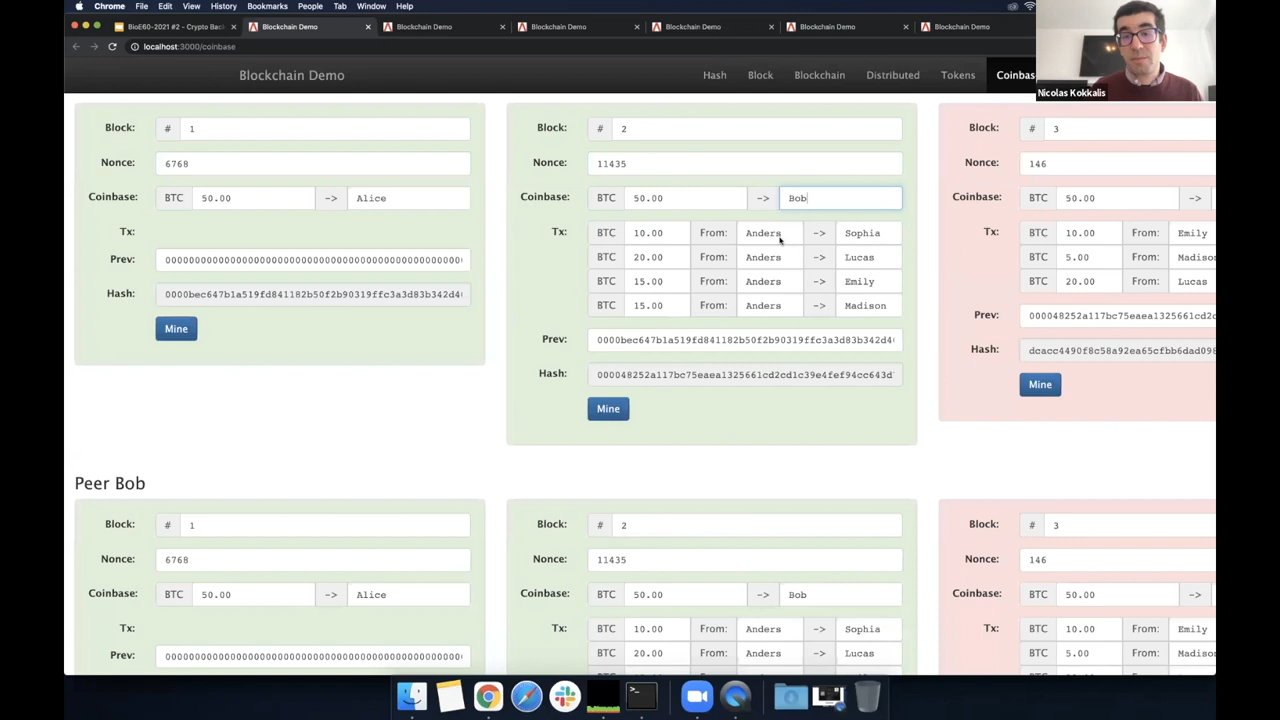 Chrome File Edit View History Bookmarks People Tab Window Help
BioE60-2021 #2 - Crypto Bac Blockchain Demo Blockchain Demo Blockchain Demo Blockchain Demo Blockchain Demo Blockchain Demo
localhost:3000/coinbase
Blockchain Demo Hash Block Blockchain Distributed Tokens Coinbas
Nicolas Kokkalis
Block: # 1
Nonce: 6768
Coinbase: BTC 50.00 -> Alice
Tx:
Prev: 0000000000000000000000000000000000000000000000000
Hash: 0000bec647b1a519fd841182b50f2b90319ffc3a3d83b342d4
Mine
Block: # 2
Nonce: 11435
Coinbase: BTC 50.00 -> Bob
Tx: BTC 10.00 From: Anders -> Sophia
BTC 20.00 From: Anders -> Lucas
BTC 15.00 From: Anders -> Emily
BTC 15.00 From: Anders -> Madison
Prev: 0000bec647b1a519fd841182b50f2b90319ffc3a3d83b342d4
Hash: 000048252a117bc75eaea1325661cd2cd1c39e4fef94cc643d
Mine
Block: # 3
Nonce: 146
Coinbase: BTC 50.00 ->
Tx: BTC 10.00 From: Emily
BTC 5.00 From: Madiso
BTC 20.00 From: Lucas
Prev: 000048252a117bc75eaea1325661cd2c
Hash: dcacc4490f8c58a92ea65cfbb6dad098
Mine
Peer Bob
Block: # 1
Nonce: 6768
Coinbase: BTC 50.00 -> Alice
Tx:
Prev: 0000000000000000000000000000000000000000000000000
Block: # 2
Nonce: 11435
Coinbase: BTC 50.00 -> Bob
Tx: BTC 10.00 From: Anders -> Sophia
BTC 20.00 From: Anders -> Lucas
Block: # 3
Nonce: 146
Coinbase: BTC 50.00 ->
Tx: BTC 10.00 From: Emily
BTC 5.00 From: Madiso